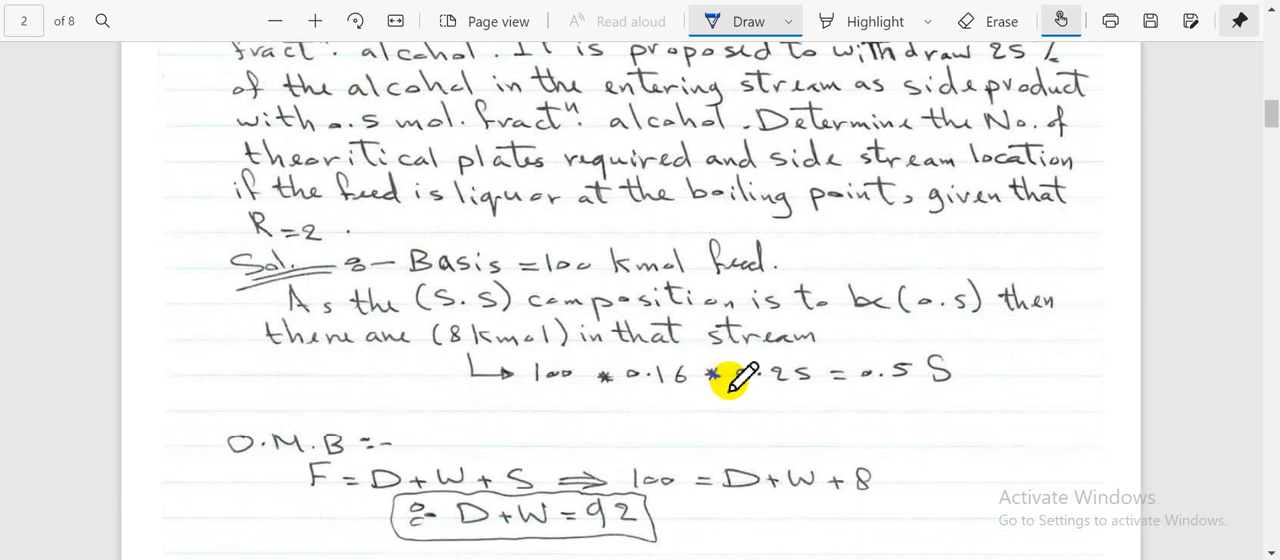 2 of 8 Page view Read aloud Draw Highlight Erase
fractⁿ. alcohol. It is proposed to withdraw 25 %
of the alcohol in the entering stream as side product
with 0.5 mol. fractⁿ. alcohol. Determine the No. of
theoritical plates required and side stream location
if the feed is liquor at the boiling point, given that
R = 2 .
Sol. :- Basis = 100 kmol feed.
As the (S.S) composition is to be (0.5) then
there are (8 kmol) in that stream
↳ 100 * 0.16 * 0.25 = 0.5 S
O.M.B :-
F = D + W + S ⇒ 100 = D + W + 8
∴ D + W = 92
Activate Windows
Go to Settings to activate Windows.